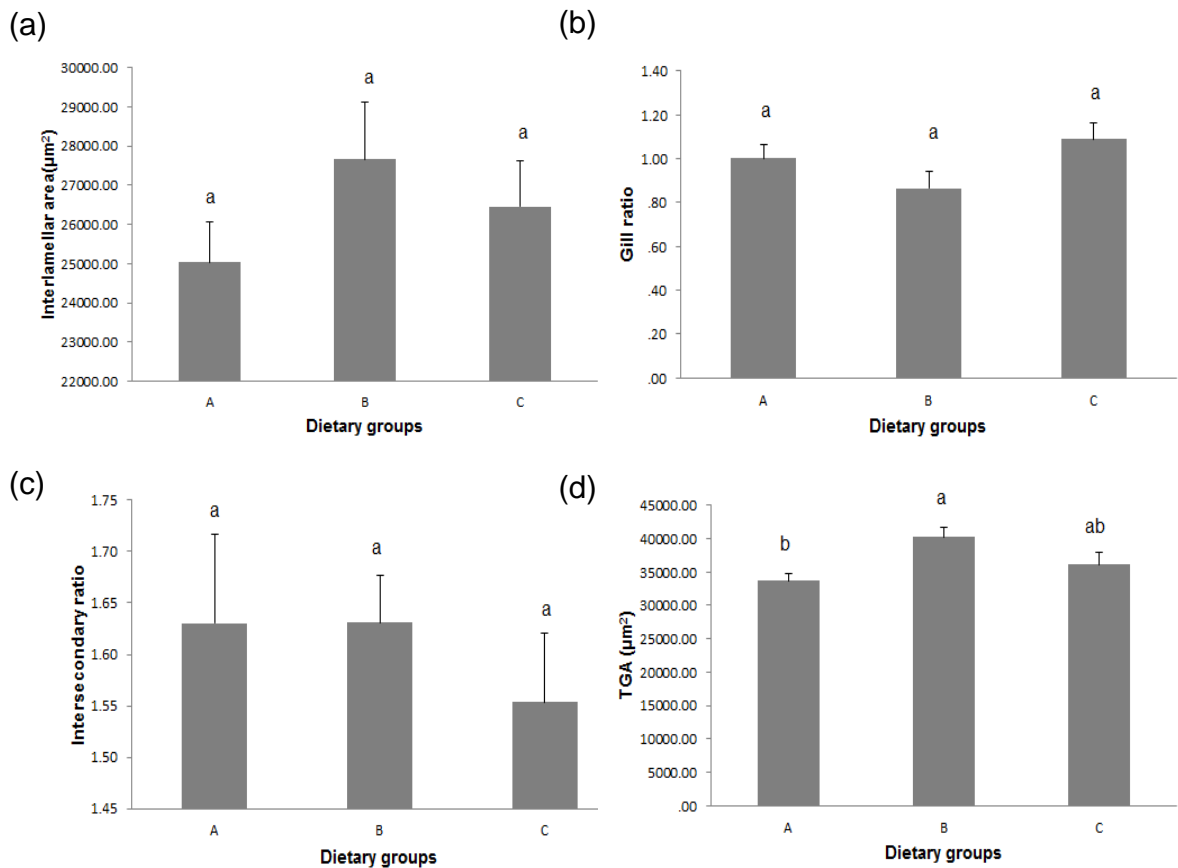 (a)
Interlamellar area(µm²)
30000.00
29000.00
28000.00
27000.00
26000.00
25000.00
24000.00
23000.00
22000.00
a
a
a
A
B
C
Dietary groups
(b)
Gill ratio
1.40
1.20
1.00
.80
.60
.40
.20
.00
a
a
a
A
B
C
Dietary groups
(c)
Intersecondary ratio
1.75
1.70
1.65
1.60
1.55
1.50
1.45
a
a
a
A
B
C
Dietary groups
(d)
TGA (µm²)
45000.00
40000.00
35000.00
30000.00
25000.00
20000.00
15000.00
10000.00
5000.00
.00
b
a
ab
A
B
C
Dietary groups